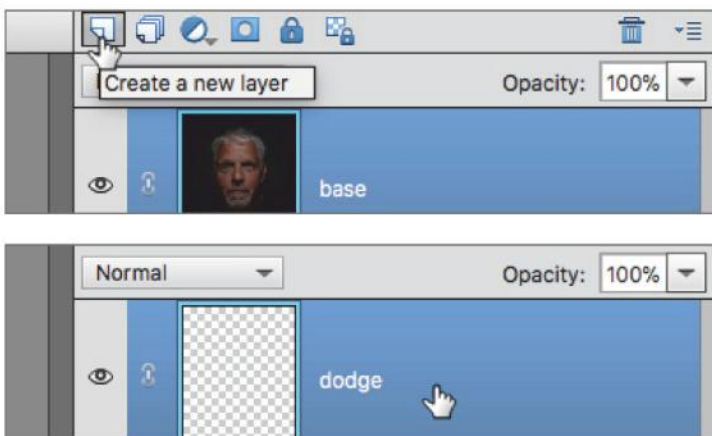 Create a new layer
Opacity: 100%
base
Normal
Opacity: 100%
dodge